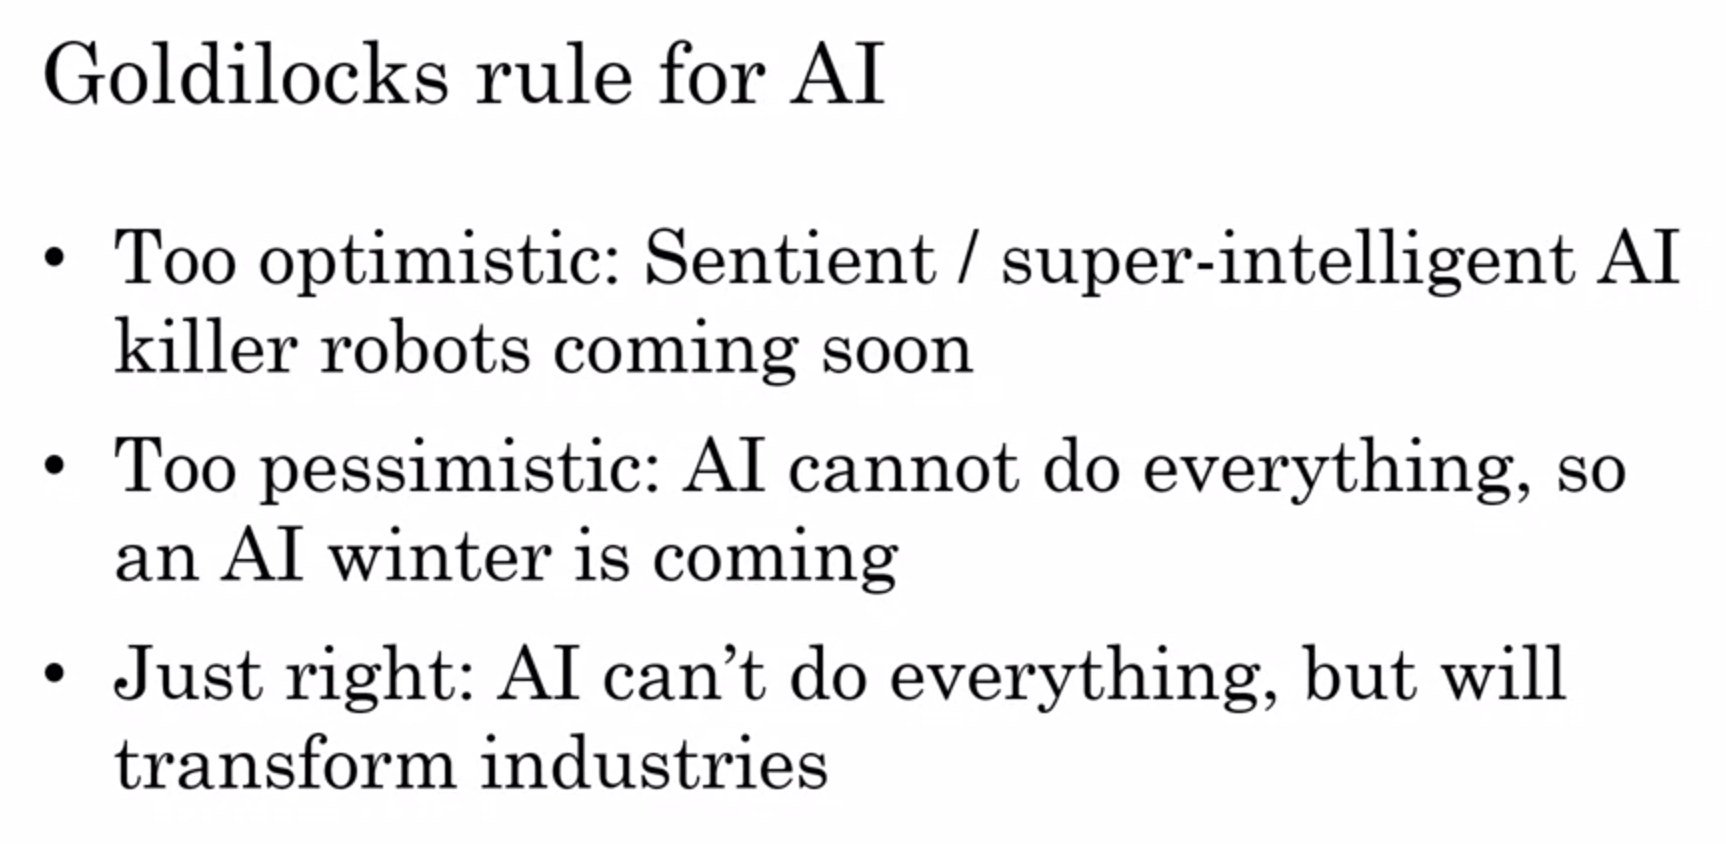 Goldilocks rule for AI
• Too optimistic: Sentient / super-intelligent AI
killer robots coming soon
• Too pessimistic: AI cannot do everything, so
an AI winter is coming
• Just right: AI can’t do everything, but will
transform industries